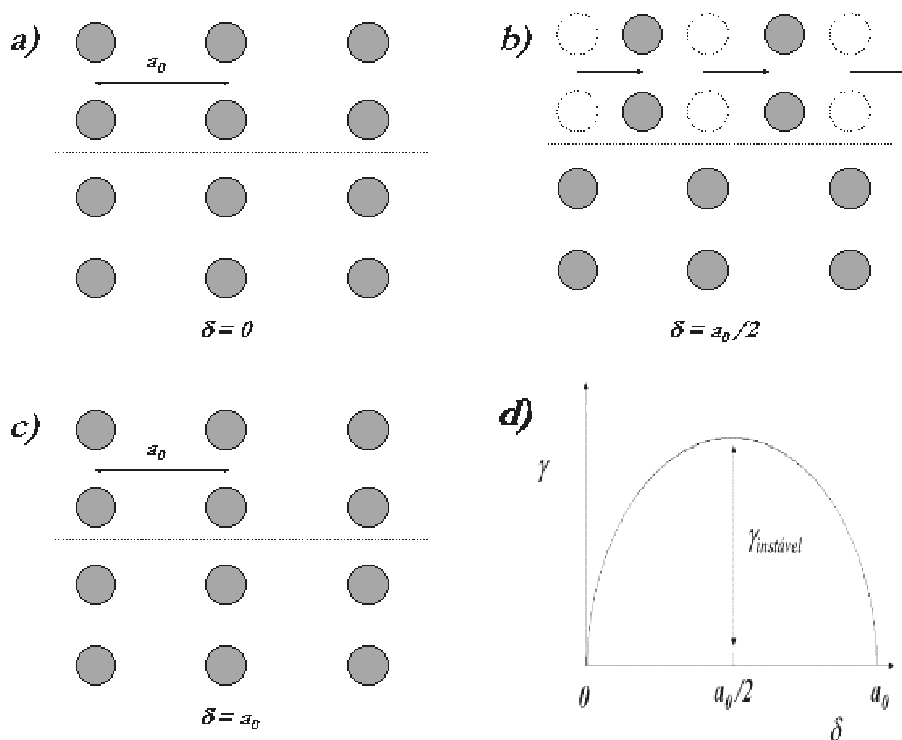 a)
a₀
δ = 0
b)
δ = a₀/2
c)
a₀
δ = a₀
d)
γ
γinstável
0
a₀/2
a₀
δ